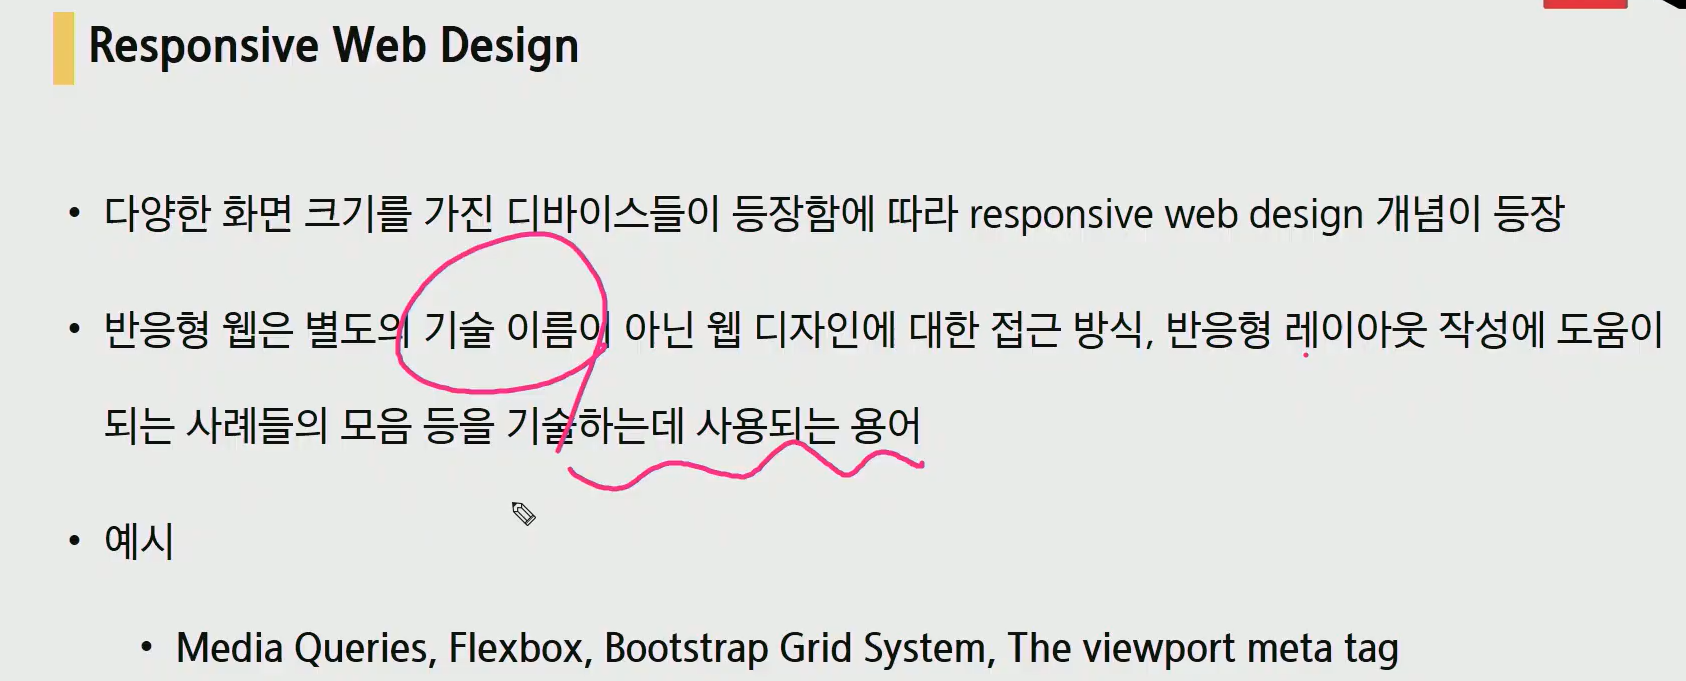 Responsive Web Design
• 다양한 화면 크기를 가진 디바이스들이 등장함에 따라 responsive web design 개념이 등장
• 반응형 웹은 별도의 기술 이름이 아닌 웹 디자인에 대한 접근 방식, 반응형 레이아웃 작성에 도움이
되는 사례들의 모음 등을 기술하는데 사용되는 용어
• 예시
• Media Queries, Flexbox, Bootstrap Grid System, The viewport meta tag